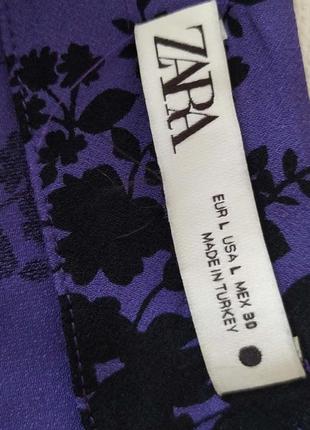 ZARA
EUR L USA L MEX 30
MADE IN TURKEY